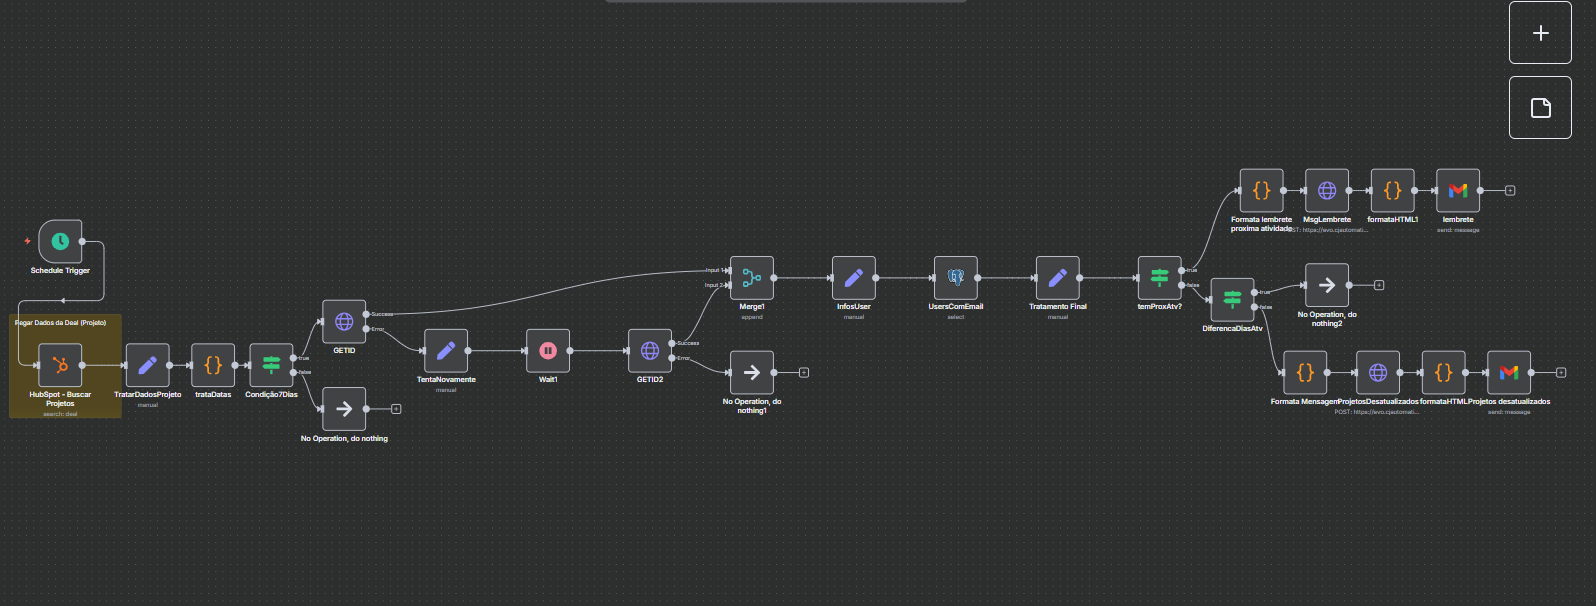 Schedule Trigger
Pegar Dados da Deal (Projeto)
HubSpot - Buscar
Projetos
search: deal
TratarDadosProjeto
manual
trataDatas
Condição7Dias
true
false
GETID
Success
Error
No Operation, do nothing
TentaNovamente
manual
Wait1
GETID2
Success
Error
Input 1
Input 2
Merge1
append
No Operation, do
nothing1
InfosUser
manual
UsersComEmail
select
Tratamento Final
manual
temProxAtv?
true
false
Formata lembrete
proxima atividade
MsgLembrete
POST: https://evo.cjautomati...
formataHTML1
lembrete
send: message
DiferencaDiasAtv
true
false
No Operation, do
nothing2
Formata Mensagem
ProjetosDesatualizados
POST: https://evo.cjautomati...
formataHTML
Projetos desatualizados
send: message